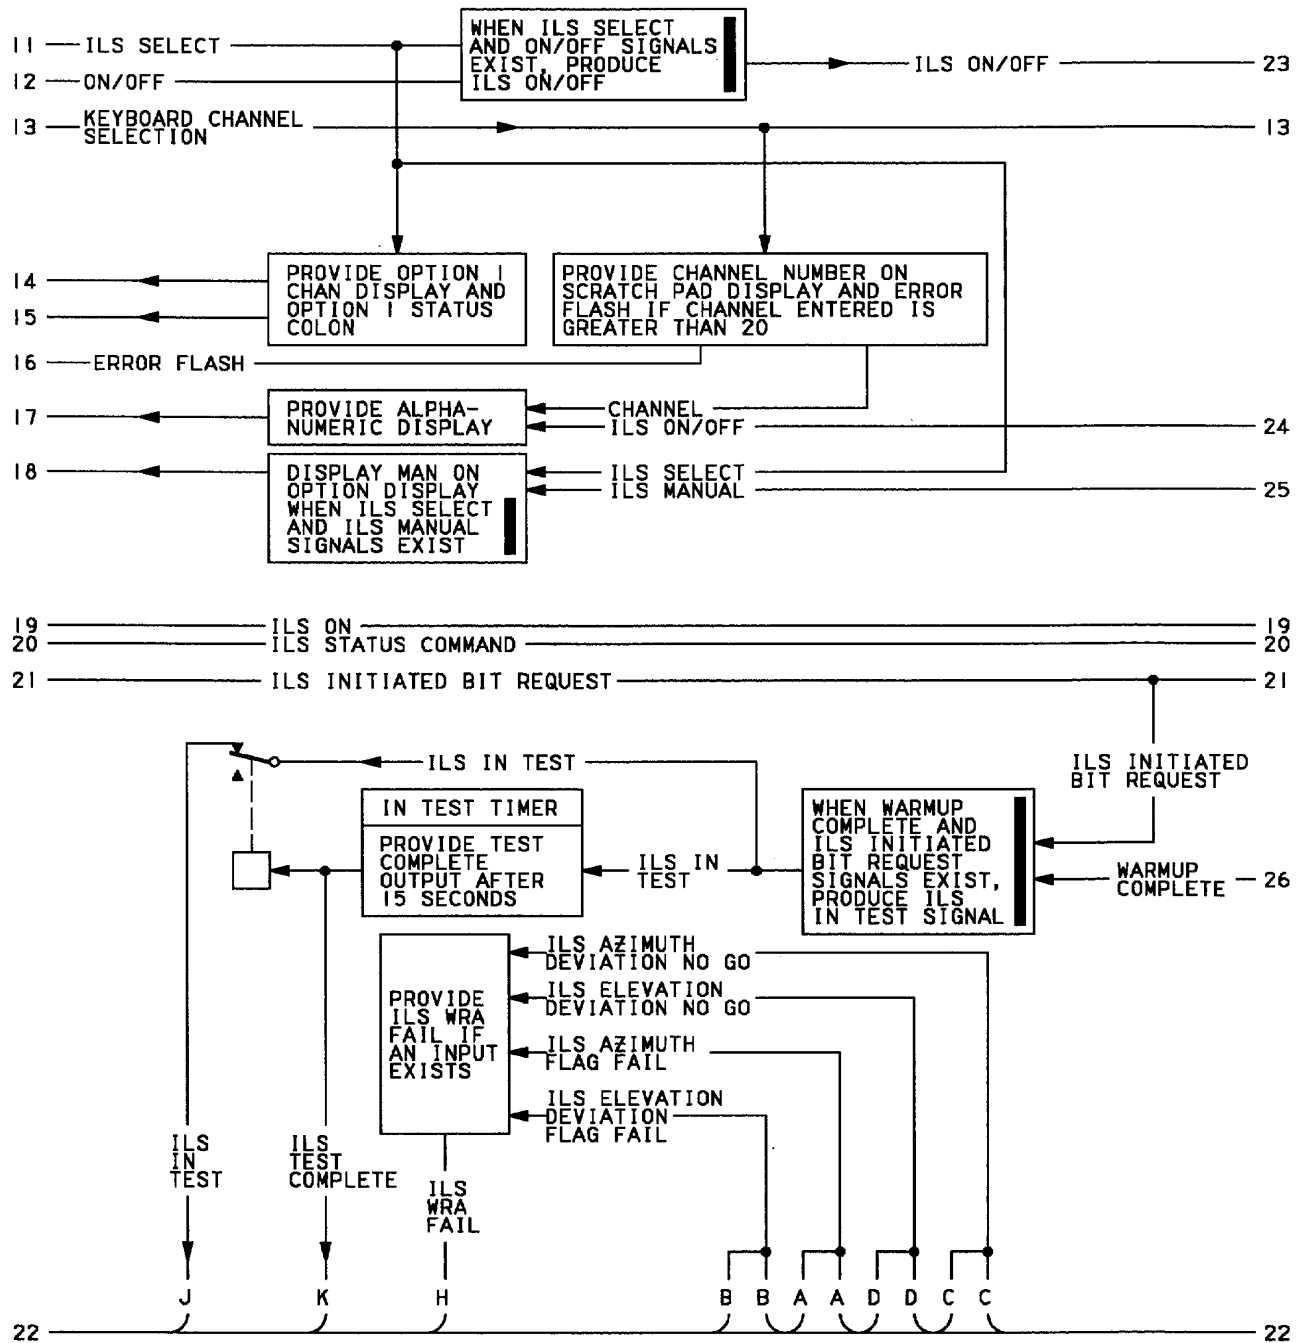 11 ILS SELECT
12 ON/OFF
WHEN ILS SELECT
AND ON/OFF SIGNALS
EXIST, PRODUCE
ILS ON/OFF
ILS ON/OFF 23
13 KEYBOARD CHANNEL
SELECTION
13
14
15
PROVIDE OPTION 1
CHAN DISPLAY AND
OPTION 1 STATUS
COLON
PROVIDE CHANNEL NUMBER ON
SCRATCH PAD DISPLAY AND ERROR
FLASH IF CHANNEL ENTERED IS
GREATER THAN 20
16 ERROR FLASH
17
PROVIDE ALPHA-
NUMERIC DISPLAY
CHANNEL
ILS ON/OFF 24
18
DISPLAY MAN ON
OPTION DISPLAY
WHEN ILS SELECT
AND ILS MANUAL
SIGNALS EXIST
ILS SELECT
ILS MANUAL 25
19 ILS ON 19
20 ILS STATUS COMMAND 20
21 ILS INITIATED BIT REQUEST 21
ILS IN TEST
ILS INITIATED
BIT REQUEST
IN TEST TIMER
PROVIDE TEST
COMPLETE
OUTPUT AFTER
15 SECONDS
ILS IN
TEST
WHEN WARMUP
COMPLETE AND
ILS INITIATED
BIT REQUEST
SIGNALS EXIST,
PRODUCE ILS
IN TEST SIGNAL
WARMUP
COMPLETE
26
PROVIDE
ILS WRA
FAIL IF
AN INPUT
EXISTS
ILS AZIMUTH
DEVIATION NO GO
ILS ELEVATION
DEVIATION NO GO
ILS AZIMUTH
FLAG FAIL
ILS ELEVATION
DEVIATION
FLAG FAIL
ILS
IN
TEST
ILS
TEST
COMPLETE
ILS
WRA
FAIL
J K H B B A A D D C C
22 22